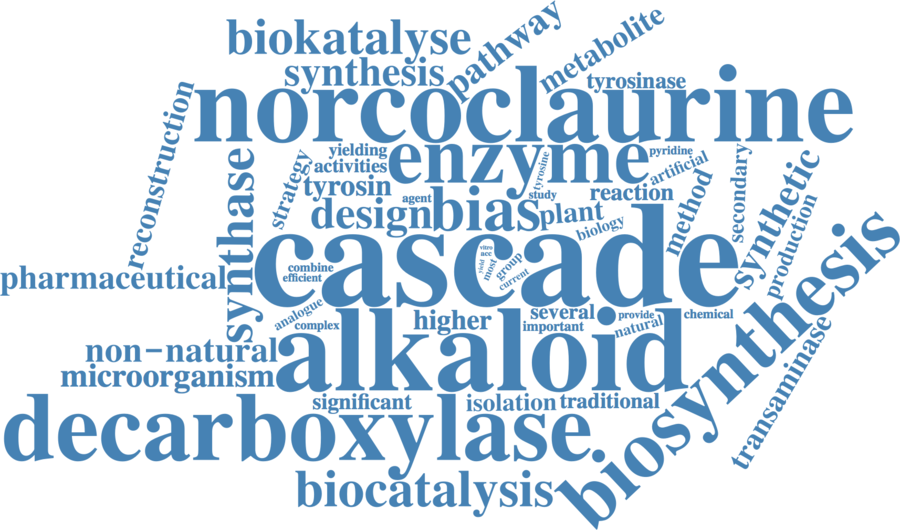 biokatalyse
pathway
metabolite
synthesis
tyrosinase
norcoclaurine
reconstruction
yielding
enzyme
pyridine
activities
strategy
tyrosine
artificial
secondary
synthase
tyrosin
agent
study
reaction
method
synthetic
design
bias
plant
biology
production
cascade
vitro
acc
yield
most
group
current
combine
efficient
pharmaceutical
biosynthesis
analogue
complex
higher
several
important
provide
natural
chemical
non-natural
alkaloid
microorganism
transaminase
significant
isolation
traditional
decarboxylase.
biocatalysis